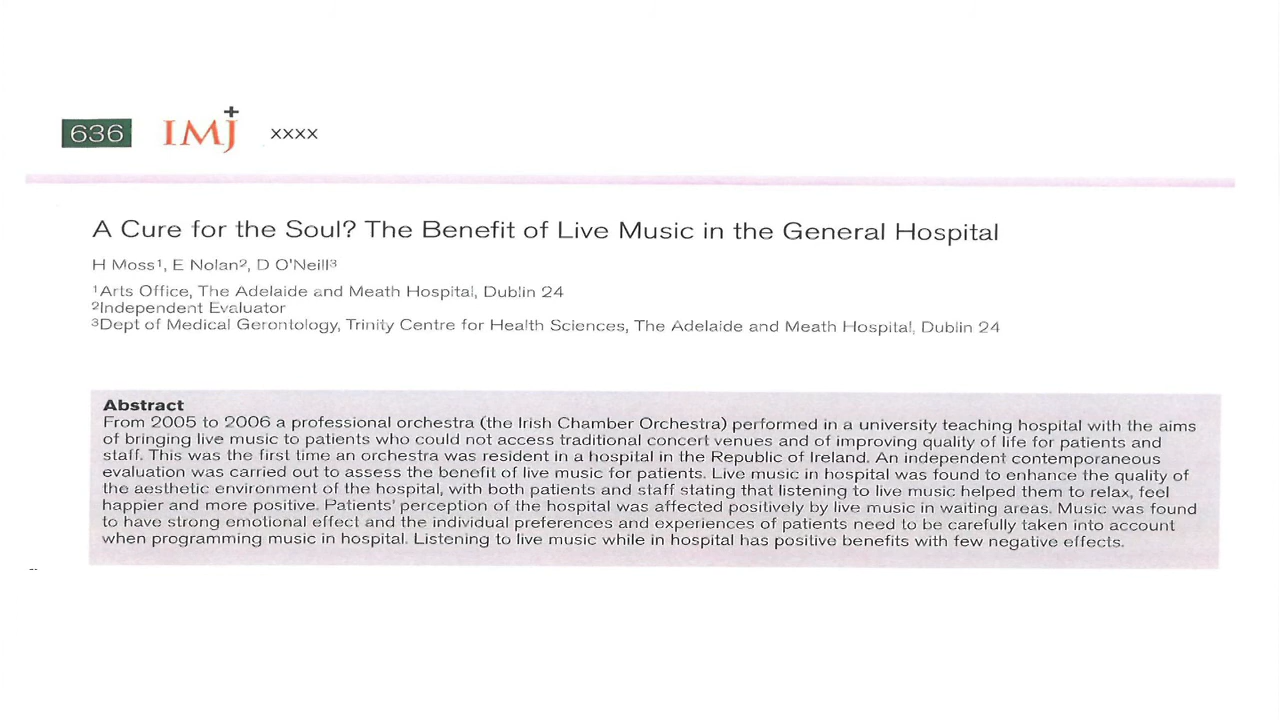 636 IMJ xxxx
A Cure for the Soul? The Benefit of Live Music in the General Hospital
H Moss¹, E Nolan², D O'Neill³
¹Arts Office, The Adelaide and Meath Hospital, Dublin 24
²Independent Evaluator
³Dept of Medical Gerontology, Trinity Centre for Health Sciences, The Adelaide and Meath Hospital, Dublin 24
Abstract
From 2005 to 2006 a professional orchestra (the Irish Chamber Orchestra) performed in a university teaching hospital with the aims
of bringing live music to patients who could not access traditional concert venues and of improving quality of life for patients and
staff. This was the first time an orchestra was resident in a hospital in the Republic of Ireland. An independent contemporaneous
evaluation was carried out to assess the benefit of live music for patients. Live music in hospital was found to enhance the quality of
the aesthetic environment of the hospital, with both patients and staff stating that listening to live music helped them to relax, feel
happier and more positive. Patients' perception of the hospital was affected positively by live music in waiting areas. Music was found
to have strong emotional effect and the individual preferences and experiences of patients need to be carefully taken into account
when programming music in hospital. Listening to live music while in hospital has positive benefits with few negative effects.